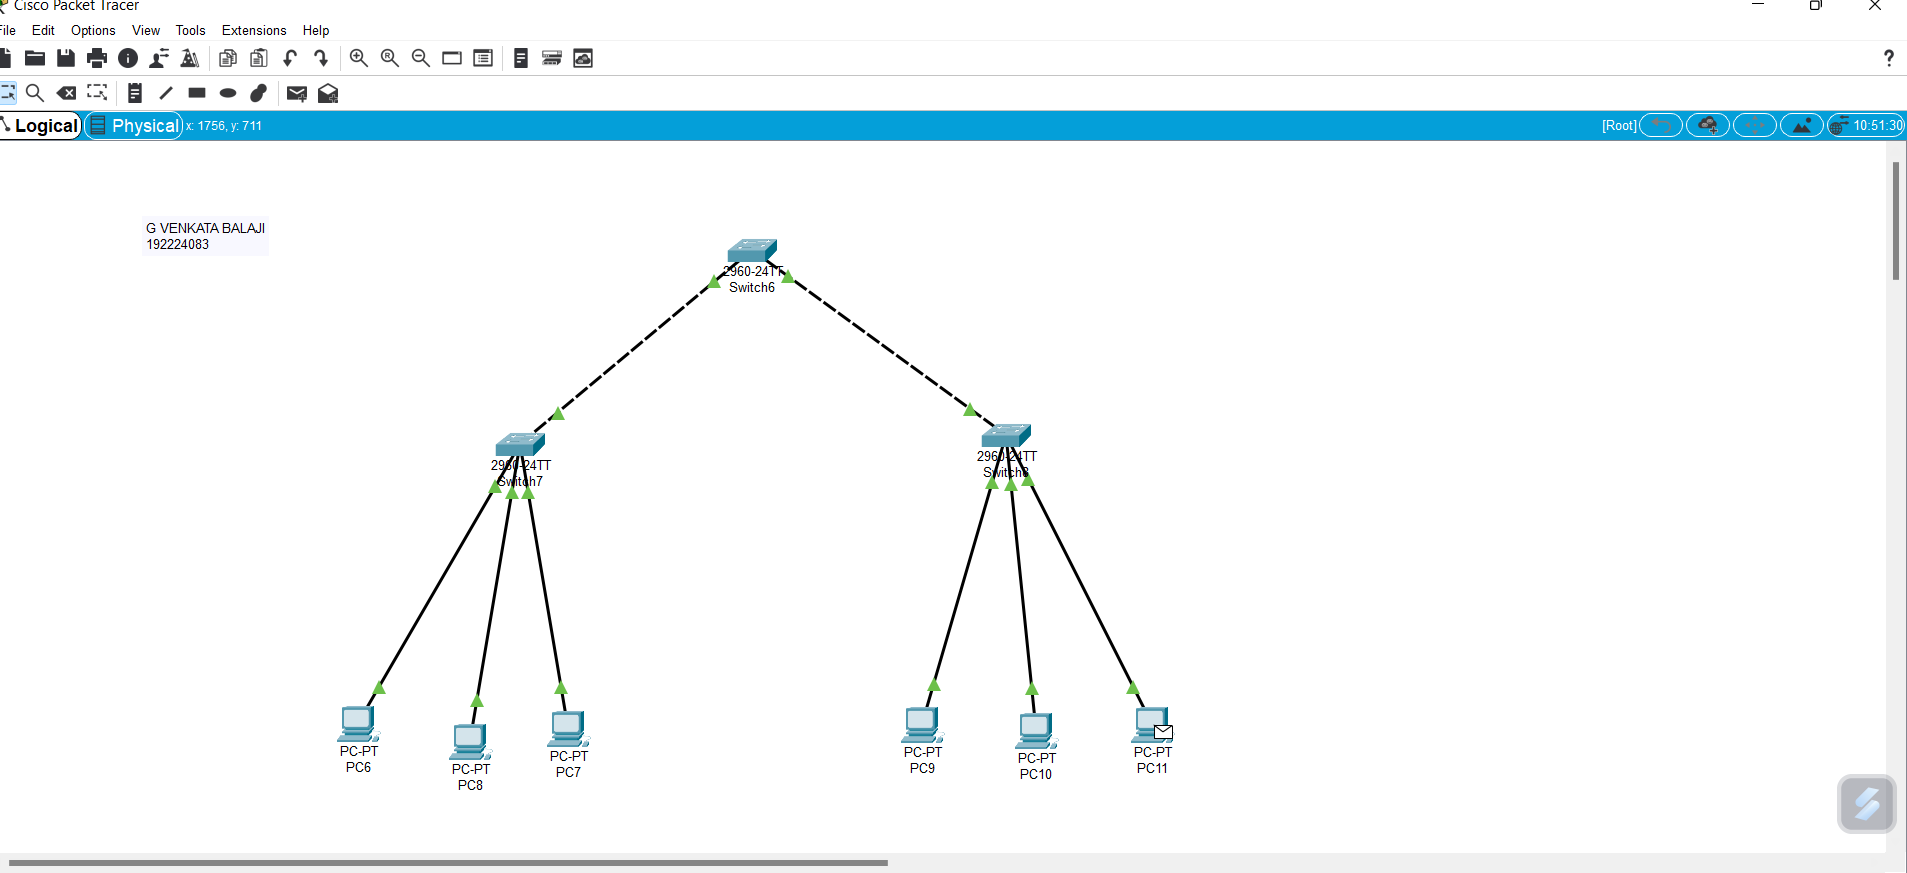 Cisco Packet Tracer
File Edit Options View Tools Extensions Help
?
Logical Physical x: 1756, y: 711 [Root] 10:51:30
G VENKATA BALAJI
192224083
2960-24TT
Switch6
2960-24TT
Switch7
2960-24TT
Switch8
PC-PT
PC6
PC-PT
PC8
PC-PT
PC7
PC-PT
PC9
PC-PT
PC10
PC-PT
PC11